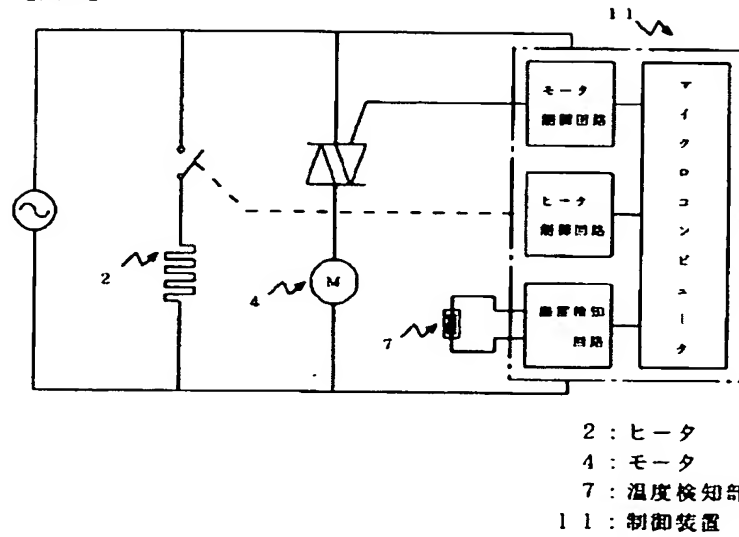 11
モータ
制御回路
ヒータ
制御回路
検知
回路
マイクロコンピュータ
2
4
M
7
2：ヒータ
4：モータ
7：温度検知部
11：制御装置